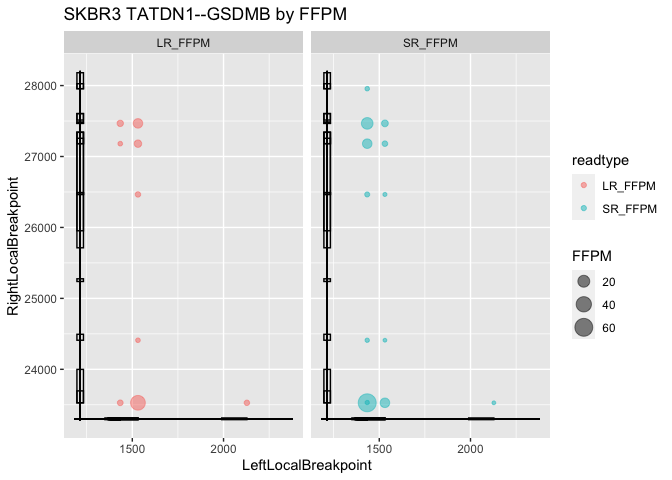 SKBR3 TATDN1--GSDMB by FFPM
LR_FFPM
SR_FFPM
28000
27000
26000
25000
24000
RightLocalBreakpoint
1500
2000
1500
2000
LeftLocalBreakpoint
readtype
LR_FFPM
SR_FFPM
FFPM
20
40
60